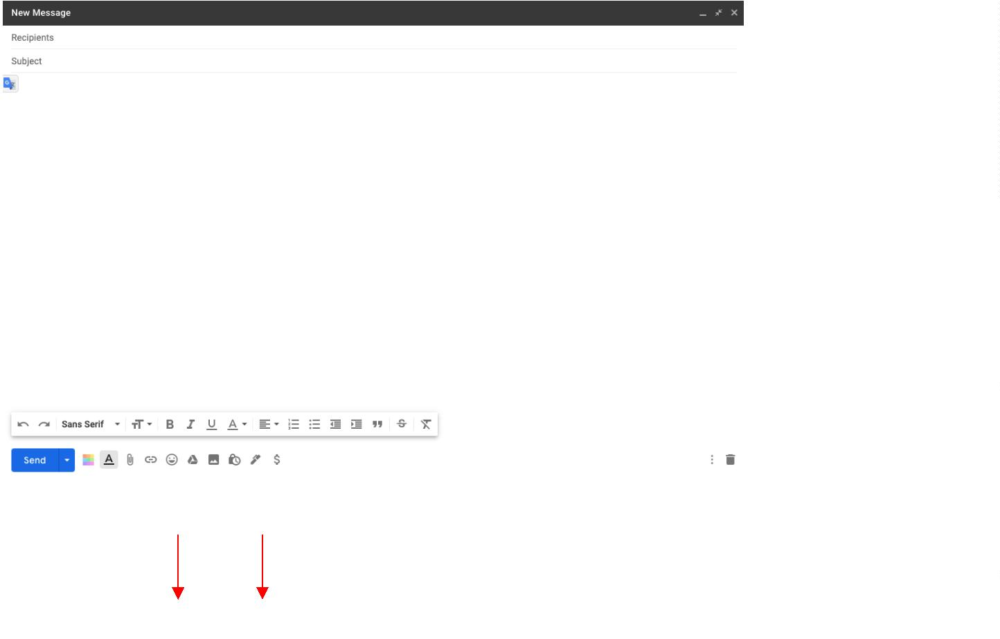 New Message
Recipients
Subject
Sans Serif
Send